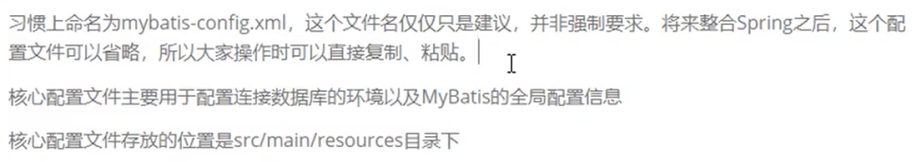 习惯上命名为mybatis-config.xml，这个文件名仅仅只是建议，并非强制要求。将来整合Spring之后，这个配
置文件可以省略，所以大家操作时可以直接复制、粘贴。
核心配置文件主要用于配置连接数据库的环境以及MyBatis的全局配置信息
核心配置文件存放的位置是src/main/resources目录下